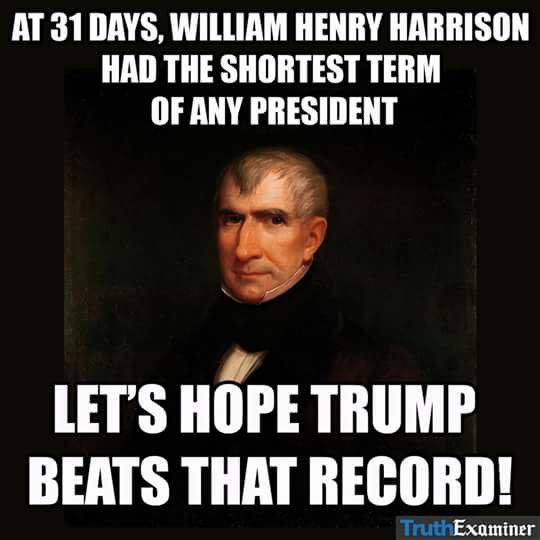 AT 31 DAYS, WILLIAM HENRY HARRISON
HAD THE SHORTEST TERM
OF ANY PRESIDENT
LET'S HOPE TRUMP
BEATS THAT RECORD!
TruthExaminer